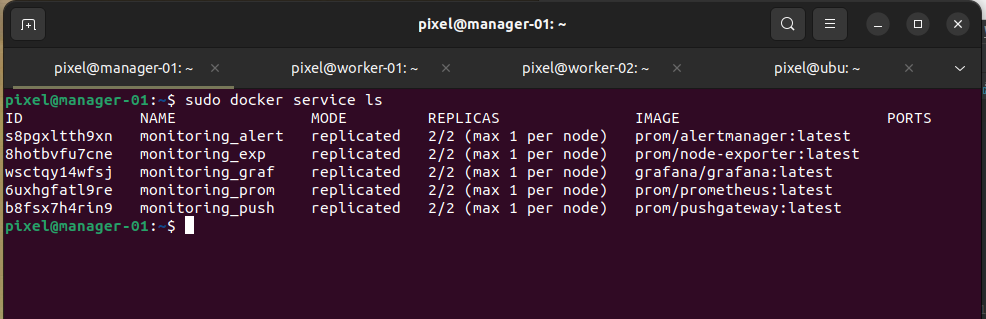 pixel@manager-01: ~
pixel@manager-01: ~ pixel@worker-01: ~ pixel@worker-02: ~ pixel@ubu: ~
pixel@manager-01:~$ sudo docker service ls
ID NAME MODE REPLICAS IMAGE PORTS
s8pgxltth9xn monitoring_alert replicated 2/2 (max 1 per node) prom/alertmanager:latest
8hotbvfu7cne monitoring_exp replicated 2/2 (max 1 per node) prom/node-exporter:latest
wsctqy14wfsj monitoring_graf replicated 2/2 (max 1 per node) grafana/grafana:latest
6uxhgfatl9re monitoring_prom replicated 2/2 (max 1 per node) prom/prometheus:latest
b8fsx7h4rin9 monitoring_push replicated 2/2 (max 1 per node) prom/pushgateway:latest
pixel@manager-01:~$